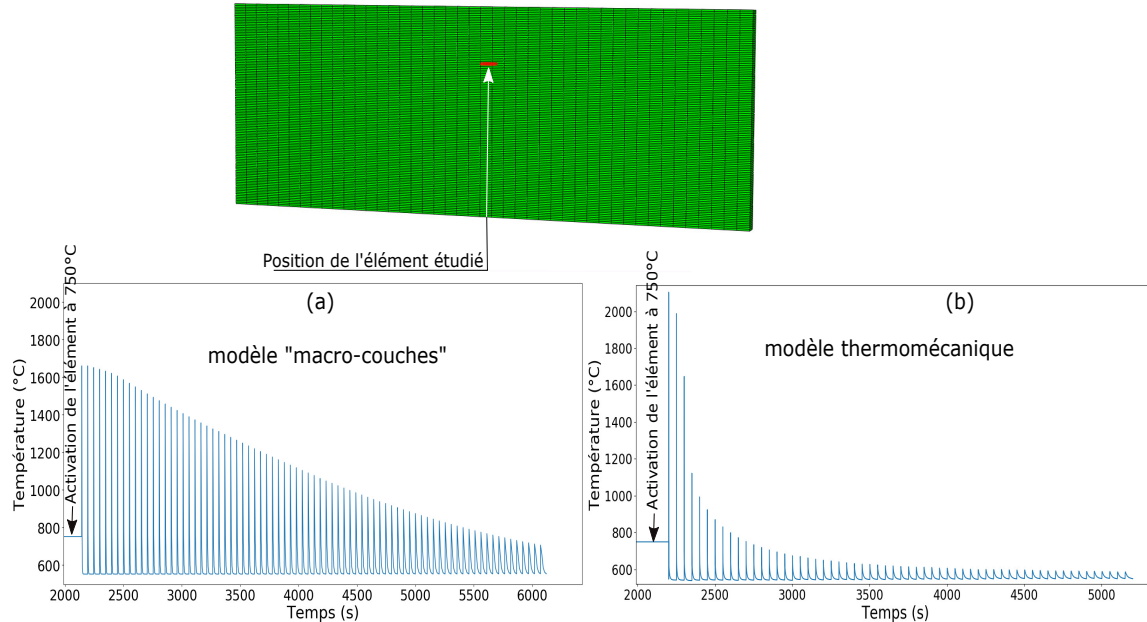 Position de l'élément étudié
(a)
modèle "macro-couches"
Activation de l'élément à 750°C
Température (°C)
2000
1800
1600
1400
1200
1000
800
600
2000 2500 3000 3500 4000 4500 5000 5500 6000
Temps (s)
(b)
modèle thermomécanique
Activation de l'élément à 750°C
Température (°C)
2000
1800
1600
1400
1200
1000
800
600
2000 2500 3000 3500 4000 4500 5000
Temps (s)